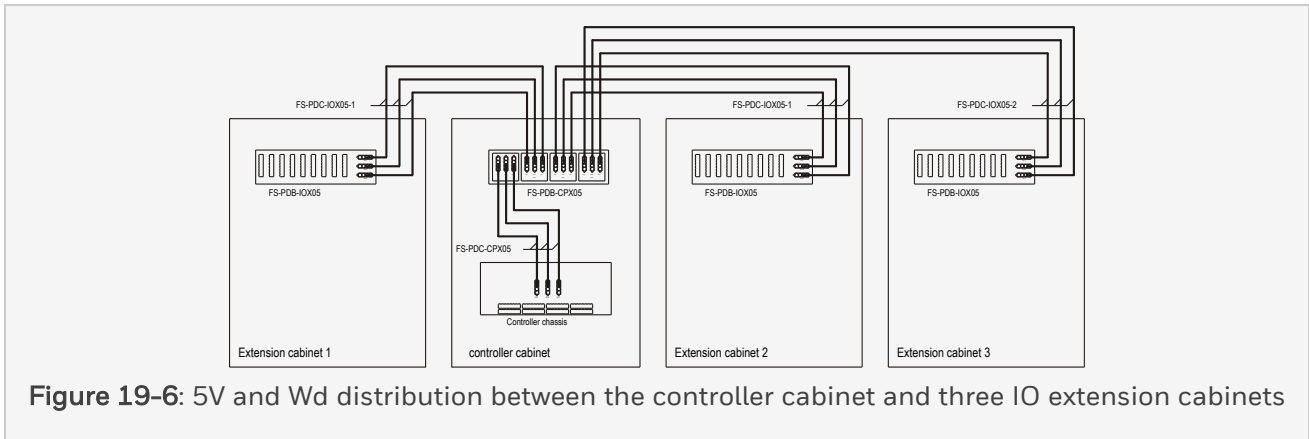 FS-PDC-IOX05-1
FS-PDC-IOX05-1
FS-PDC-IOX05-2
FS-PDB-IOX05
FS-PDB-CPX05
FS-PDB-IOX05
FS-PDB-IOX05
FS-PDC-CPX05
Controller chassis
Extension cabinet 1
controller cabinet
Extension cabinet 2
Extension cabinet 3
Figure 19-6: 5V and Wd distribution between the controller cabinet and three IO extension cabinets